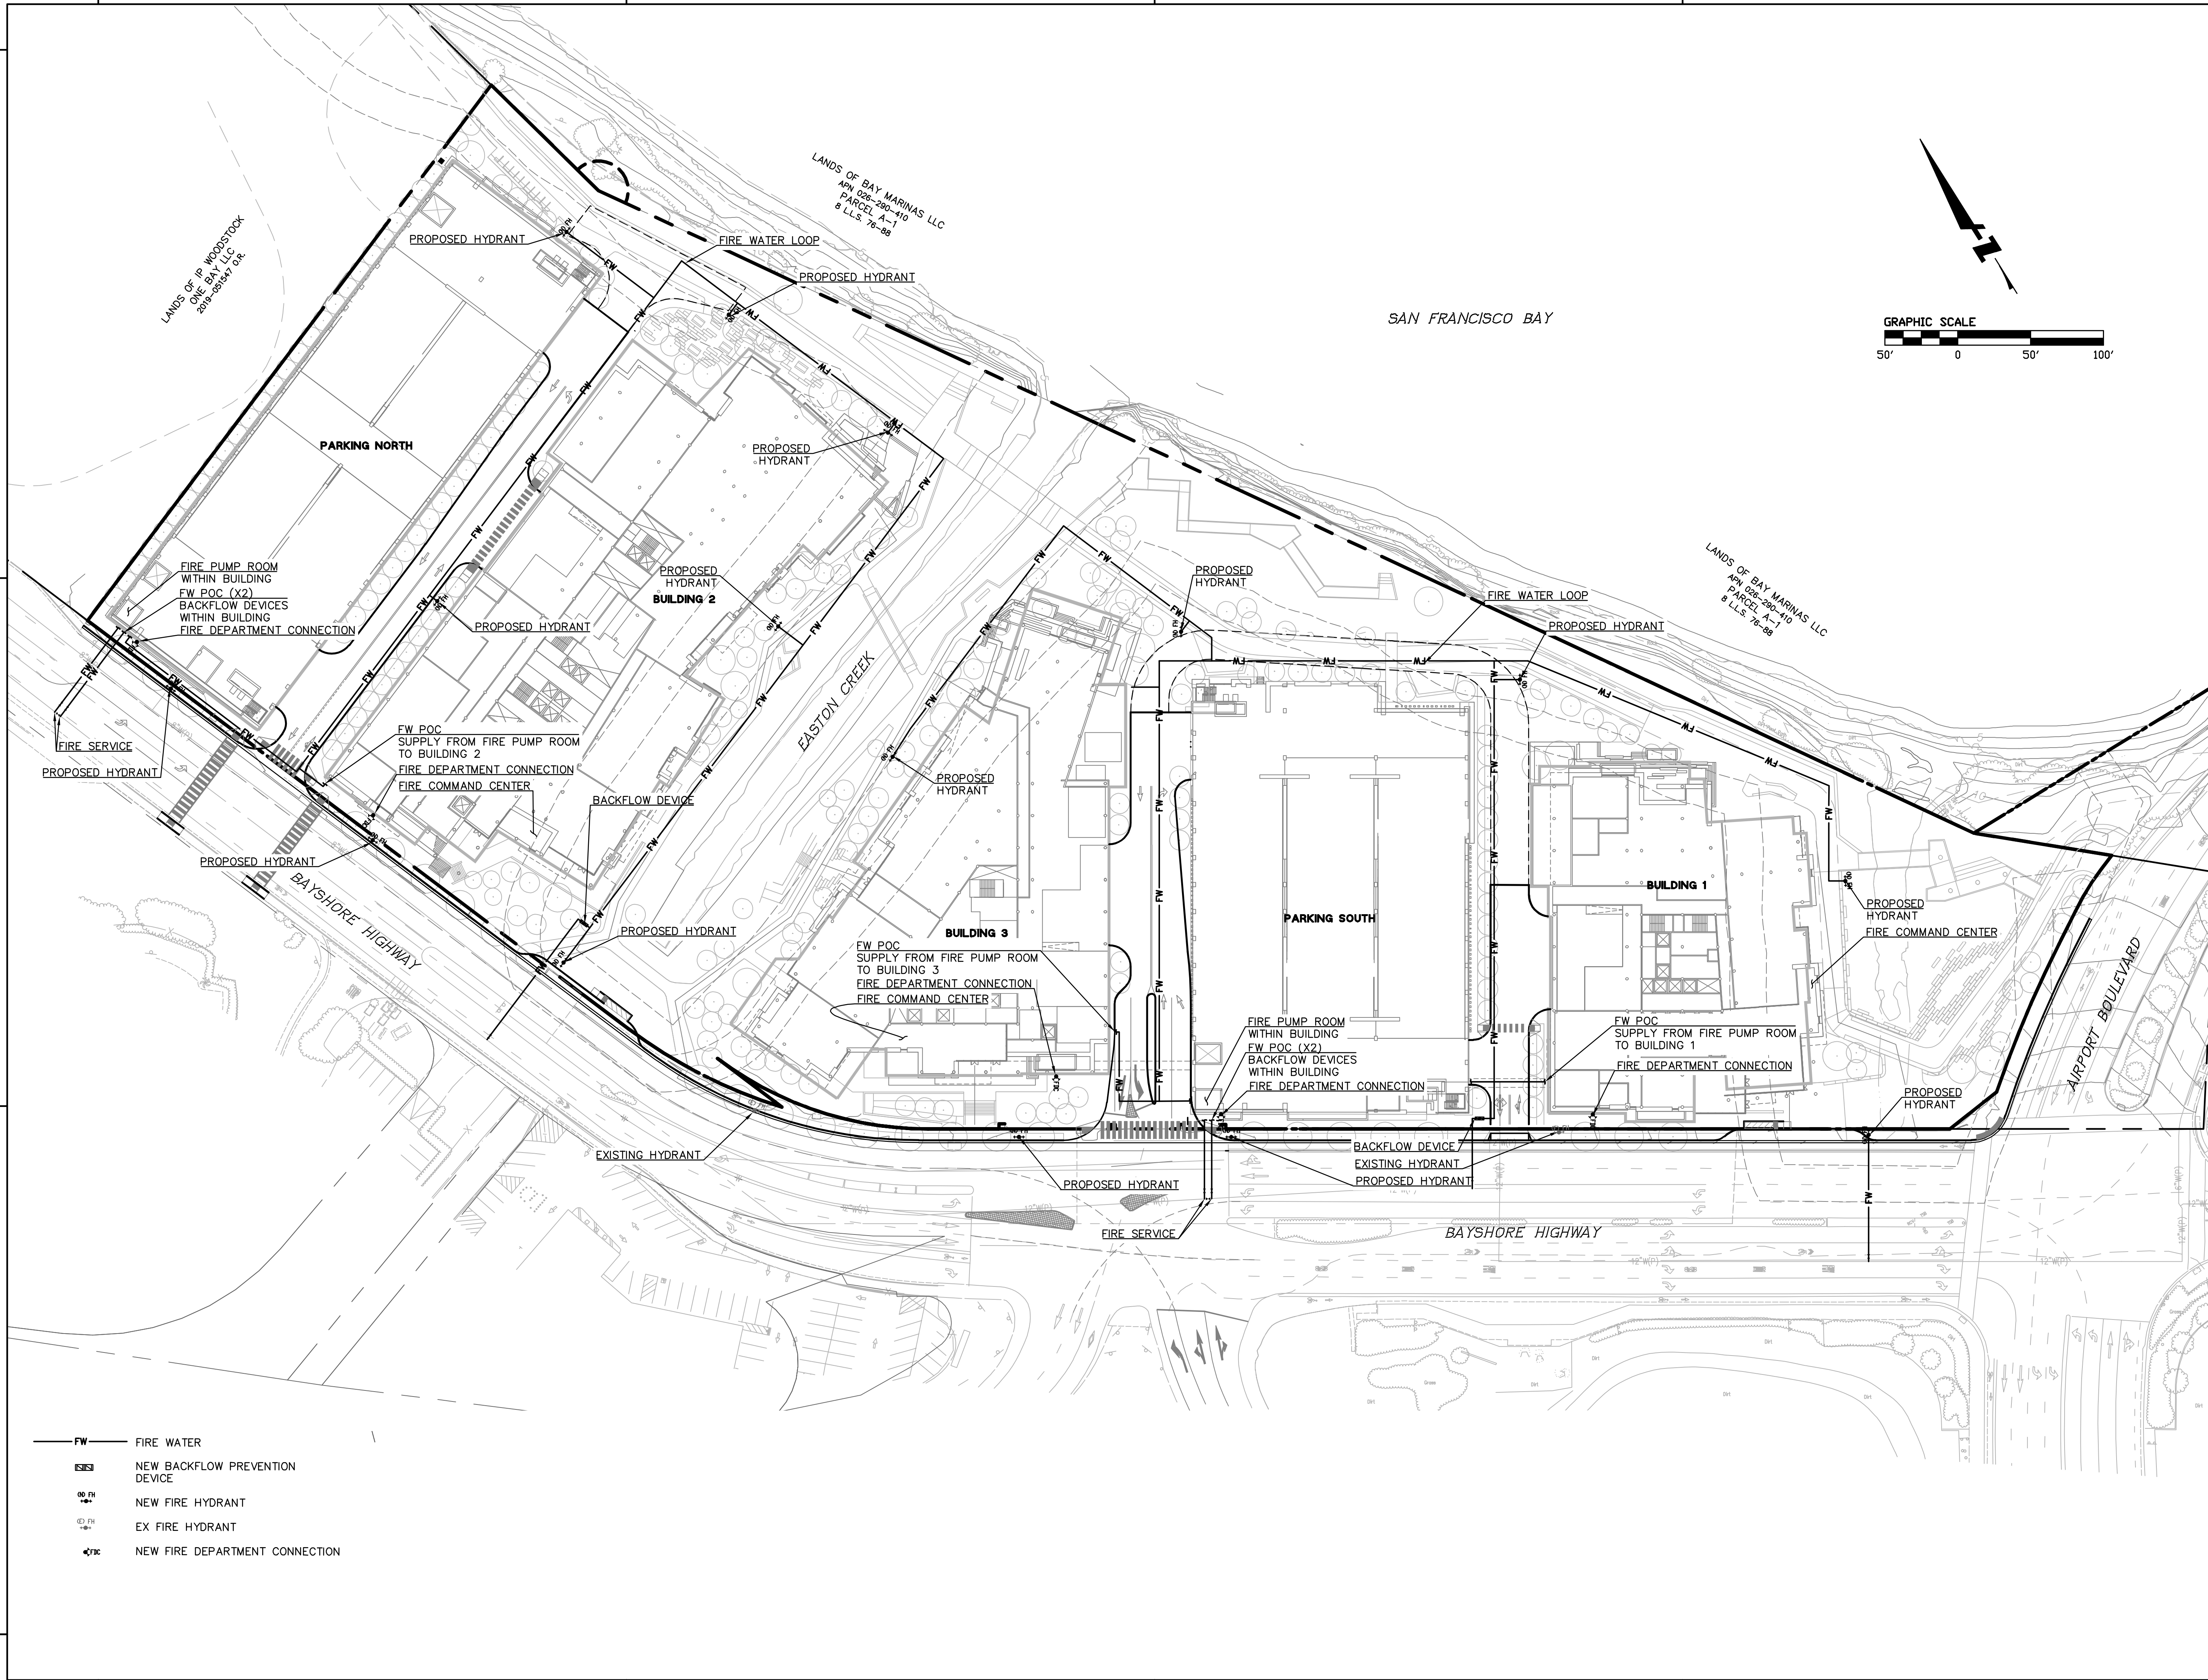 LANDS OF BAY MARINAS LLC
APN 026-290-410
PARCEL A-1
8 L.L.S. 76-88
LANDS OF IP WOODSTOCK
ONE BAY LLC
2019-051547 O.R.
PROPOSED HYDRANT
FIRE WATER LOOP
PROPOSED HYDRANT
SAN FRANCISCO BAY
GRAPHIC SCALE
50' 0 50' 100'
PARKING NORTH
PROPOSED
HYDRANT
FIRE PUMP ROOM
WITHIN BUILDING
FW POC (X2)
BACKFLOW DEVICES
WITHIN BUILDING
FIRE DEPARTMENT CONNECTION
PROPOSED
HYDRANT
BUILDING 2
PROPOSED HYDRANT
PROPOSED
HYDRANT
FIRE WATER LOOP
PROPOSED HYDRANT
LANDS OF BAY MARINAS LLC
APN 026-290-410
PARCEL A-1
8 L.L.S. 76-88
EASTON CREEK
FIRE SERVICE
PROPOSED HYDRANT
FW POC
SUPPLY FROM FIRE PUMP ROOM
TO BUILDING 2
FIRE DEPARTMENT CONNECTION
FIRE COMMAND CENTER
BACKFLOW DEVICE
PROPOSED
HYDRANT
PROPOSED HYDRANT
BAYSHORE HIGHWAY
PROPOSED HYDRANT
BUILDING 3
FW POC
SUPPLY FROM FIRE PUMP ROOM
TO BUILDING 3
FIRE DEPARTMENT CONNECTION
FIRE COMMAND CENTER
PARKING SOUTH
BUILDING 1
PROPOSED
HYDRANT
FIRE COMMAND CENTER
AIRPORT BOULEVARD
FIRE PUMP ROOM
WITHIN BUILDING
FW POC (X2)
BACKFLOW DEVICES
WITHIN BUILDING
FIRE DEPARTMENT CONNECTION
FW POC
SUPPLY FROM FIRE PUMP ROOM
TO BUILDING 1
FIRE DEPARTMENT CONNECTION
PROPOSED
HYDRANT
EXISTING HYDRANT
BACKFLOW DEVICE
EXISTING HYDRANT
PROPOSED HYDRANT
PROPOSED HYDRANT
FIRE SERVICE
BAYSHORE HIGHWAY
FW FIRE WATER
NEW BACKFLOW PREVENTION
DEVICE
(N) FH
NEW FIRE HYDRANT
(E) FH
EX FIRE HYDRANT
FDC NEW FIRE DEPARTMENT CONNECTION